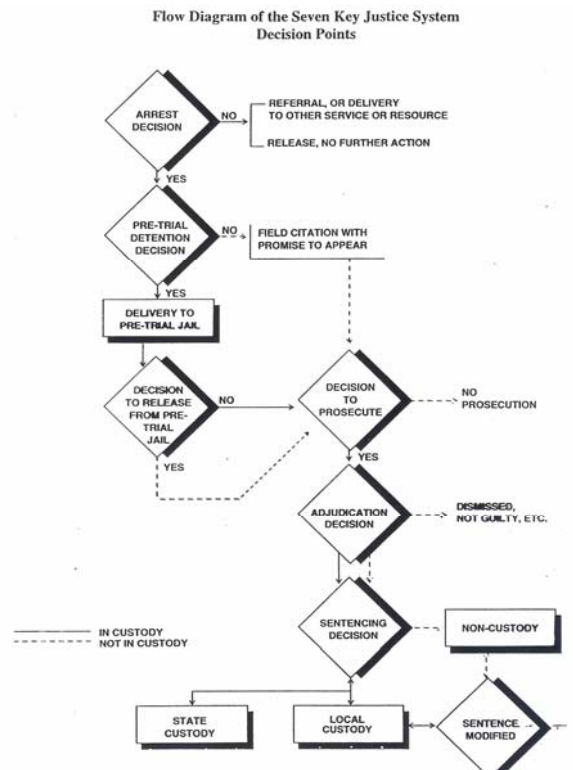 Flow Diagram of the Seven Key Justice System
Decision Points
ARREST
DECISION
NO
REFERRAL, OR DELIVERY
TO OTHER SERVICE OR RESOURCE
RELEASE, NO FURTHER ACTION
YES
PRE-TRIAL
DETENTION
DECISION
NO
FIELD CITATION WITH
PROMISE TO APPEAR
YES
DELIVERY TO
PRE-TRIAL JAIL
DECISION
TO RELEASE
FROM PRE-
TRIAL
JAIL
NO
YES
DECISION
TO
PROSECUTE
NO
PROSECUTION
YES
ADJUDICATION
DECISION
DISMISSED,
NOT GUILTY, ETC.
SENTENCING
DECISION
NON-CUSTODY
IN CUSTODY
NOT IN CUSTODY
STATE
CUSTODY
LOCAL
CUSTODY
SENTENCE
MODIFIED